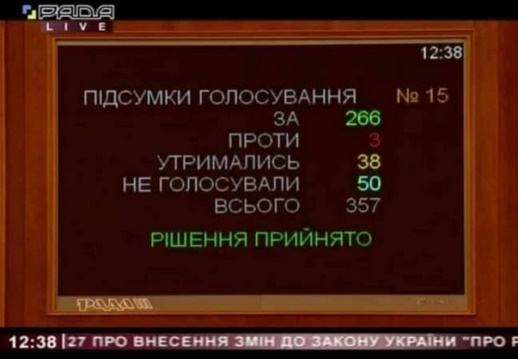 РАДА
LIVE
12:38
ПІДСУМКИ ГОЛОСУВАННЯ № 15
ЗА 266
ПРОТИ 3
УТРИМАЛИСЬ 38
НЕ ГОЛОСУВАЛИ 50
ВСЬОГО 357
РІШЕННЯ ПРИЙНЯТО
РАДА III
12:38 27 ПРО ВНЕСЕННЯ ЗМІН ДО ЗАКОНУ УКРАЇНИ "ПРО